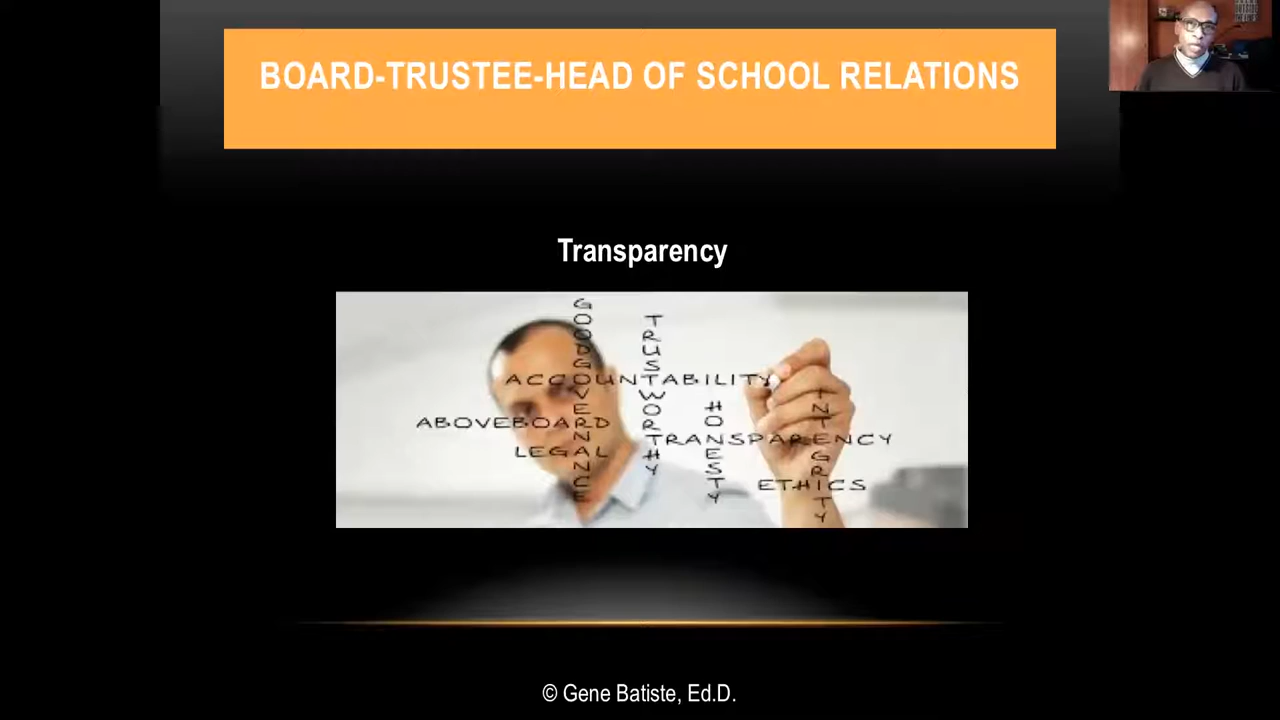 BOARD-TRUSTEE-HEAD OF SCHOOL RELATIONS
Transparency
GOOD GOVERNANCE
TRUSTWORTHY
ACCOUNTABILITY
HONESTY
INTEGRITY
ABOVEBOARD
TRANSPARENCY
LEGAL
ETHICS
© Gene Batiste, Ed.D.